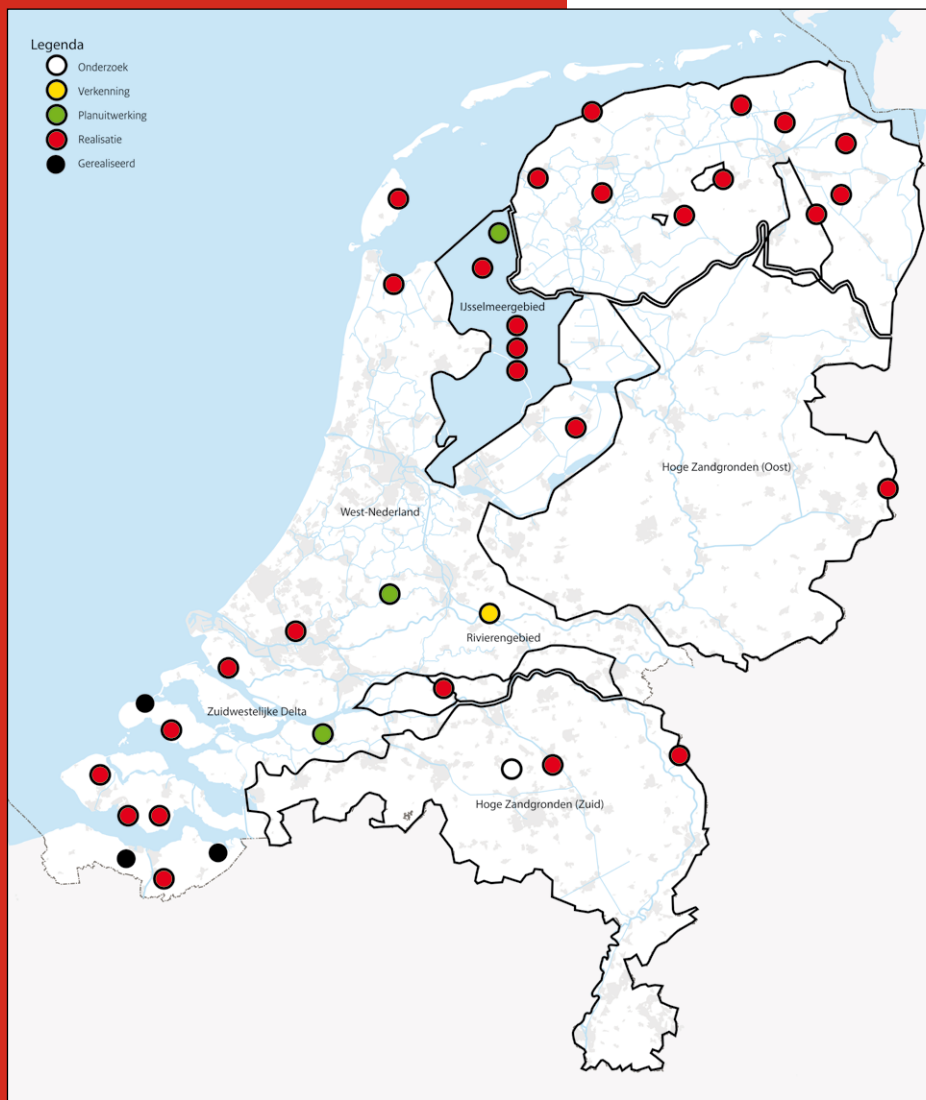 Legenda
Onderzoek
Verkenning
Planuitwerking
Realisatie
Gerealiseerd
IJsselmeergebied
Hoge Zandgronden (Oost)
West-Nederland
Rivierengebied
Zuidwestelijke Delta
Hoge Zandgronden (Zuid)